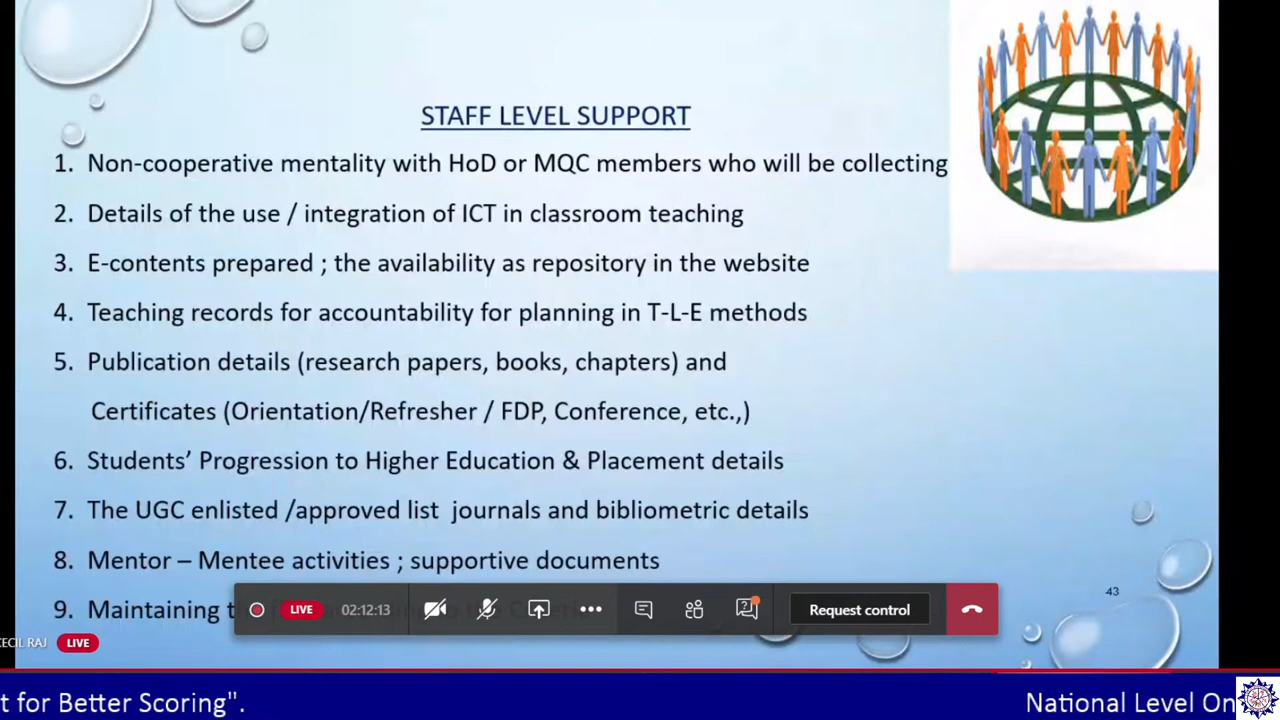 STAFF LEVEL SUPPORT
1. Non-cooperative mentality with HoD or MQC members who will be collecting
2. Details of the use / integration of ICT in classroom teaching
3. E-contents prepared ; the availability as repository in the website
4. Teaching records for accountability for planning in T-L-E methods
5. Publication details (research papers, books, chapters) and
Certificates (Orientation/Refresher / FDP, Conference, etc.,)
6. Students’ Progression to Higher Education & Placement details
7. The UGC enlisted /approved list journals and bibliometric details
8. Mentor – Mentee activities ; supportive documents
43
9. Maintaining
LIVE 02:12:13 Request control
CECIL RAJ LIVE
t for Better Scoring". National Level On